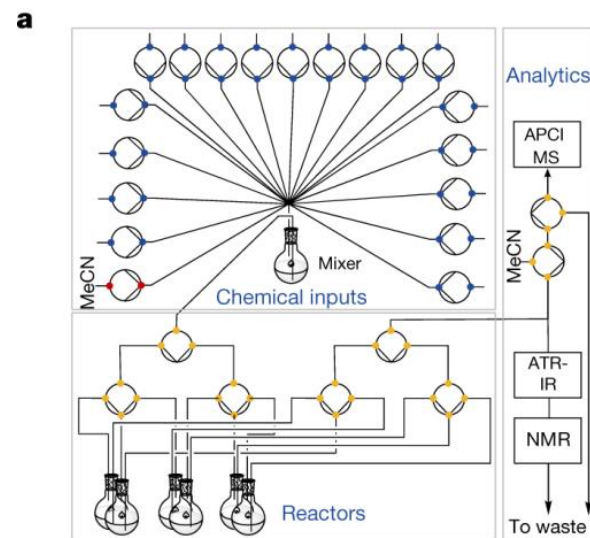 a
Analytics
APCI
MS
MeCN
Mixer
MeCN
Chemical inputs
ATR-
IR
NMR
Reactors
To waste